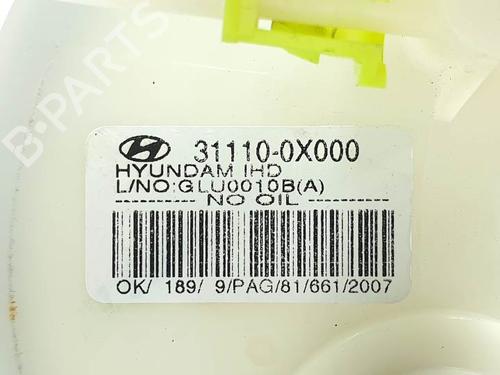 B-PARTS
31110-0X000
HYUNDAM IHD
L/NO:GLU0010B(A)
---------- NO OIL ----------
OK/ 189/ 9/PAG/81/661/2007